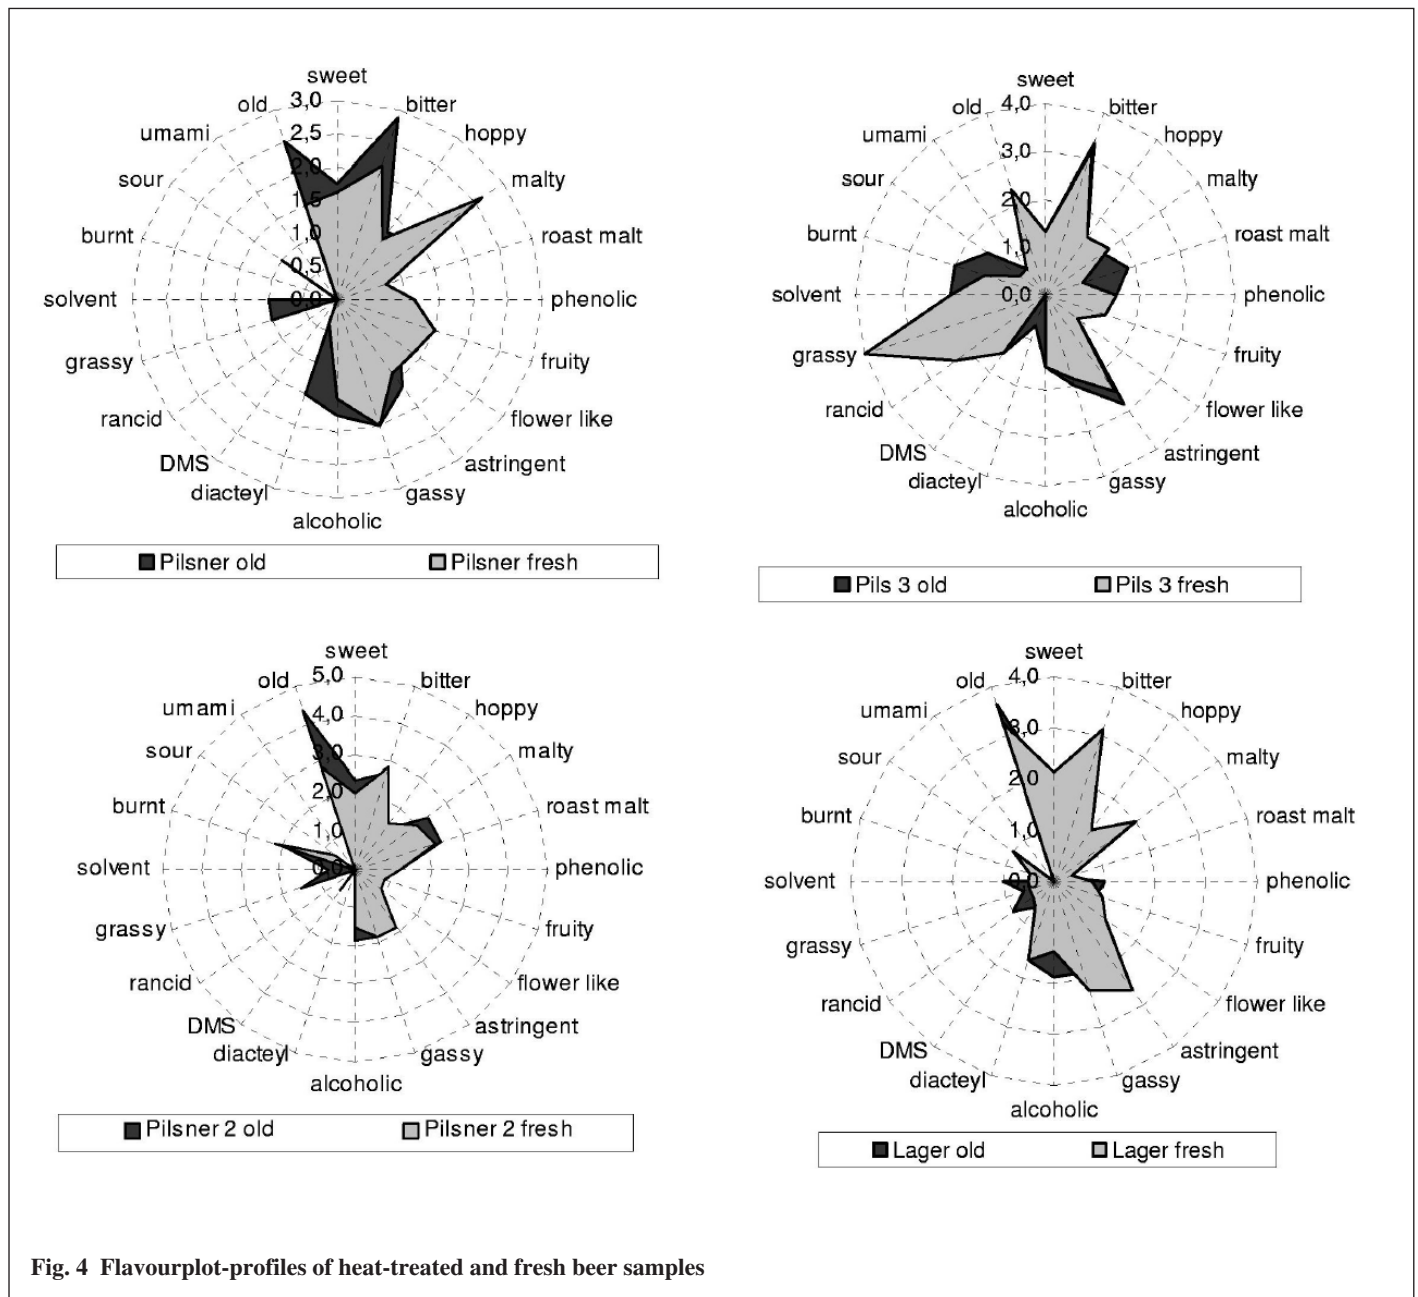 sweet
3,0
old
bitter
2,5
umami
hoppy
2,0
sour
malty
1,5
burnt
1,0
roast malt
0,5
solvent
0,0
phenolic
grassy
fruity
rancid
flower like
DMS
astringent
diacteyl
gassy
alcoholic
Pilsner old
Pilsner fresh
sweet
4,0
old
bitter
umami
3,0
hoppy
sour
2,0
malty
burnt
1,0
roast malt
solvent
0,0
phenolic
grassy
fruity
rancid
flower like
DMS
astringent
diacteyl
gassy
alcoholic
Pils 3 old
Pils 3 fresh
sweet
5,0
old
bitter
umami
4,0
hoppy
sour
3,0
malty
burnt
2,0
roast malt
1,0
solvent
0,0
phenolic
grassy
fruity
rancid
flower like
DMS
astringent
diacteyl
gassy
alcoholic
Pilsner 2 old
Pilsner 2 fresh
sweet
4,0
old
bitter
umami
3,0
hoppy
sour
malty
2,0
burnt
1,0
roast malt
solvent
0,0
phenolic
grassy
fruity
rancid
flower like
DMS
astringent
diacteyl
gassy
alcoholic
Lager old
Lager fresh
Fig. 4 Flavourplot-profiles of heat-treated and fresh beer samples